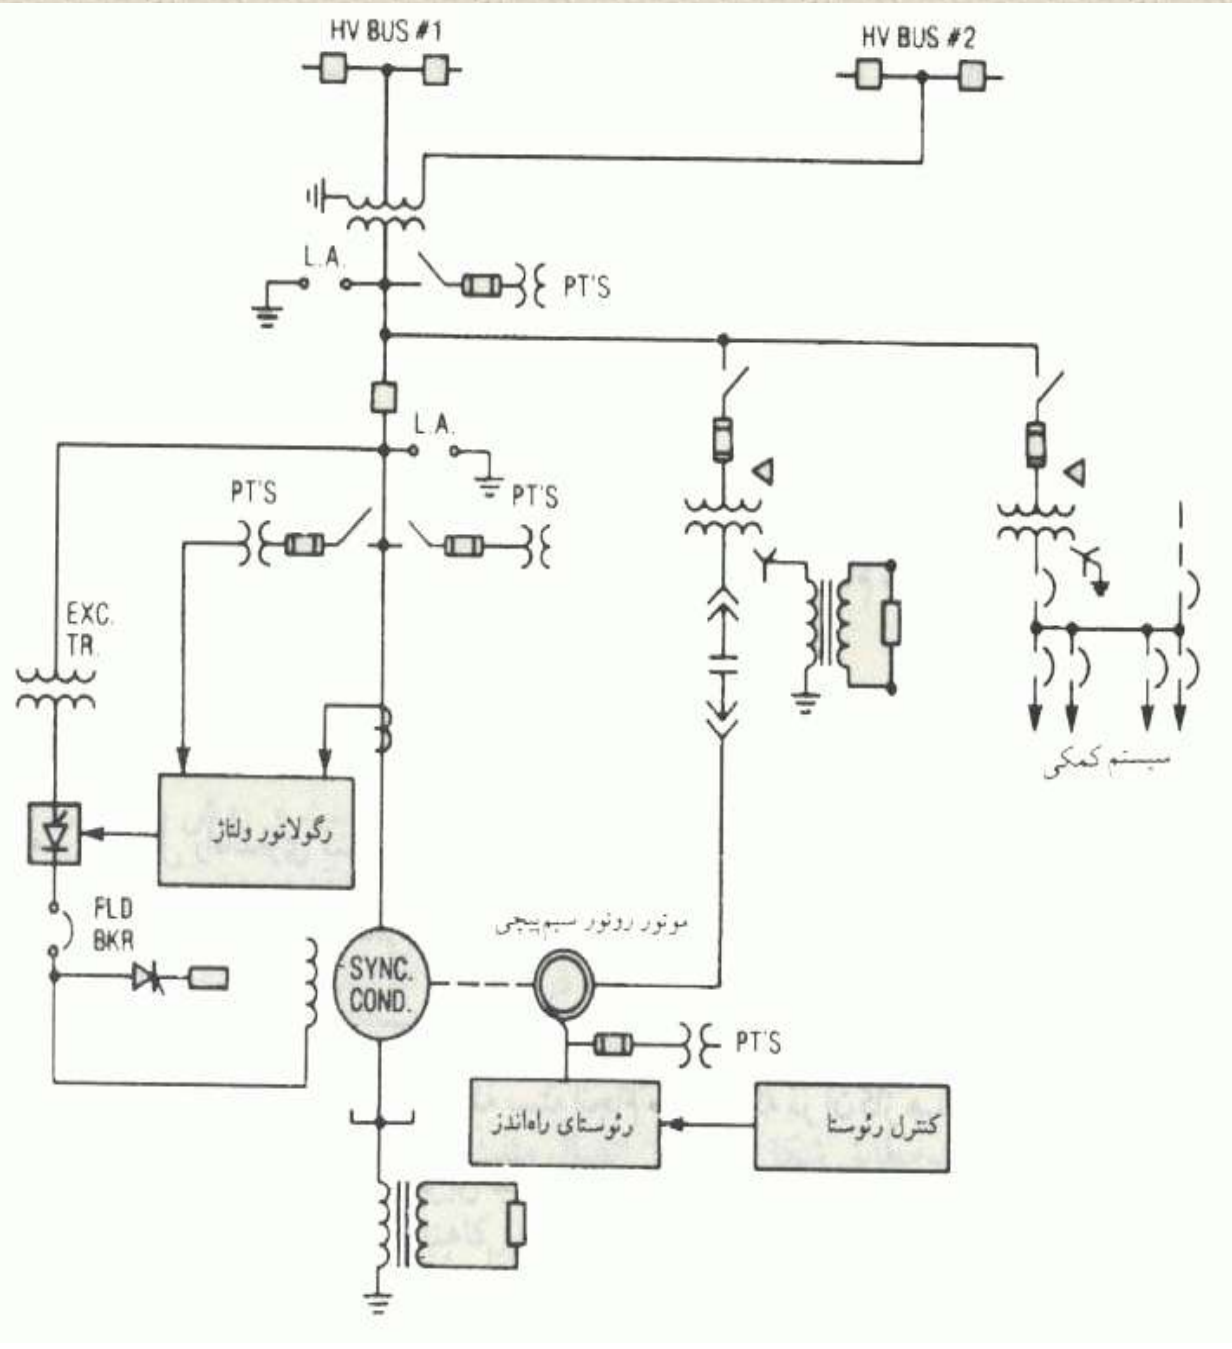 HV BUS #1
HV BUS #2
L.A.
PT'S
L.A.
PT'S
PT'S
EXC.
TR.
سیستم کمکی
رگولاتور ولتاژ
FLD
BKR
موتور روتور سیم‌پیچی
SYNC.
COND.
PT'S
رئوستای راه‌انداز
کنترل رئوستا